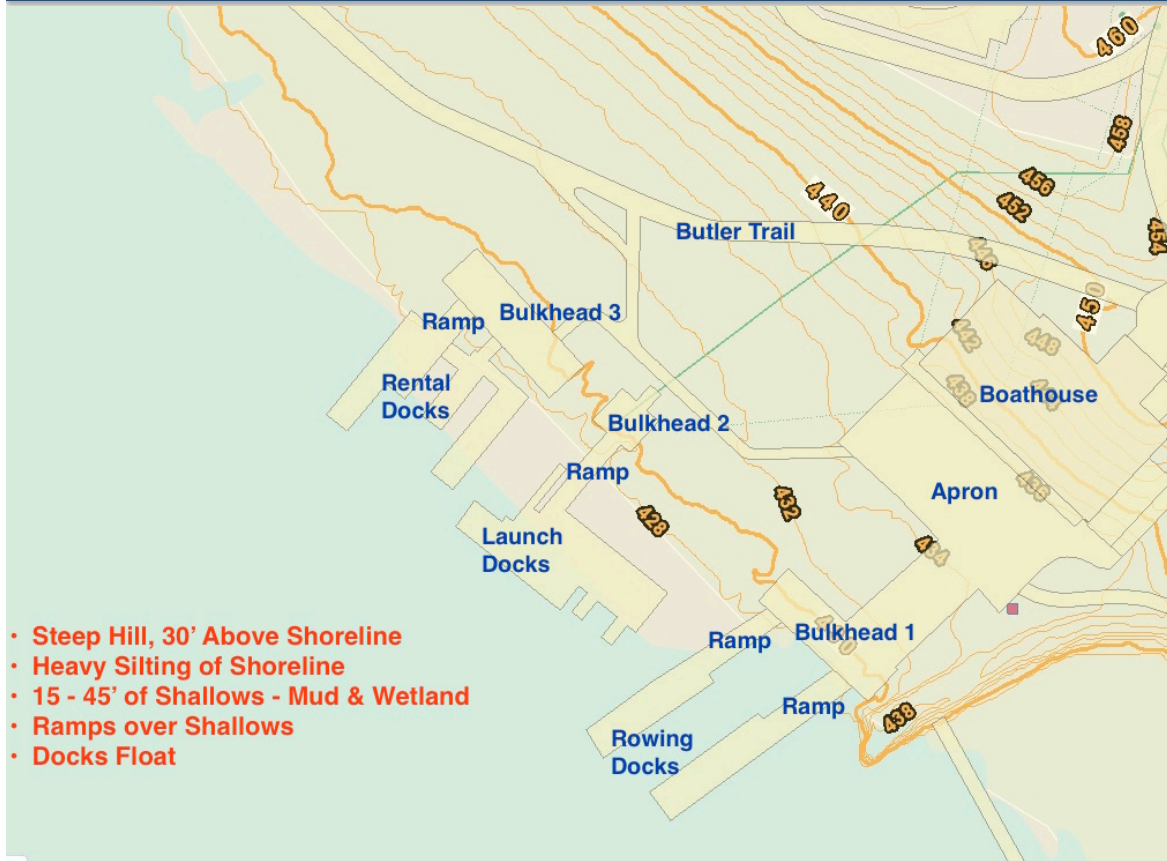 460
458
456
452
440
454
Butler Trail
446
450
Ramp
Bulkhead 3
442
448
Rental
Docks
438
Boathouse
Bulkhead 2
Ramp
436
Apron
432
428
Launch
Docks
434
• Steep Hill, 30' Above Shoreline
• Heavy Silting of Shoreline
• 15 - 45' of Shallows - Mud & Wetland
• Ramps over Shallows
• Docks Float
Ramp
Bulkhead 1
Ramp
438
Rowing
Docks